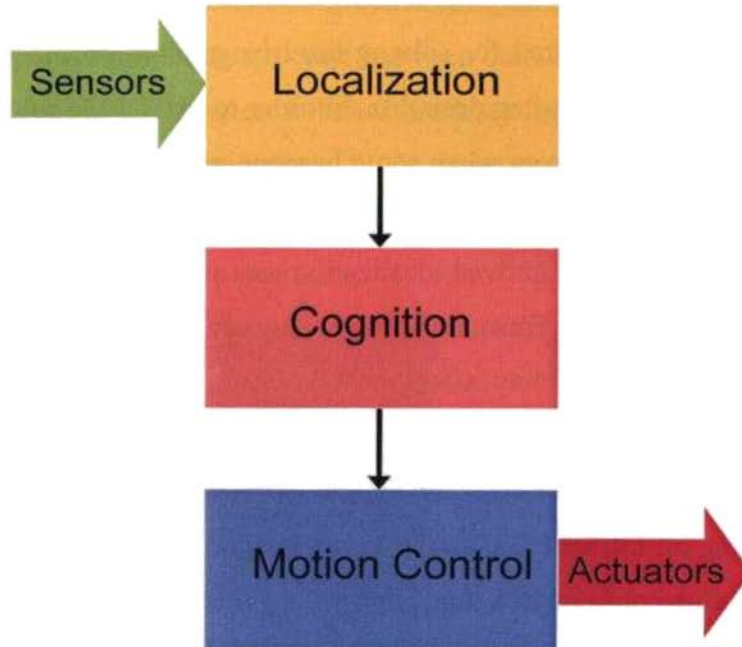 Sensors
Localization
Cognition
Motion Control
Actuators